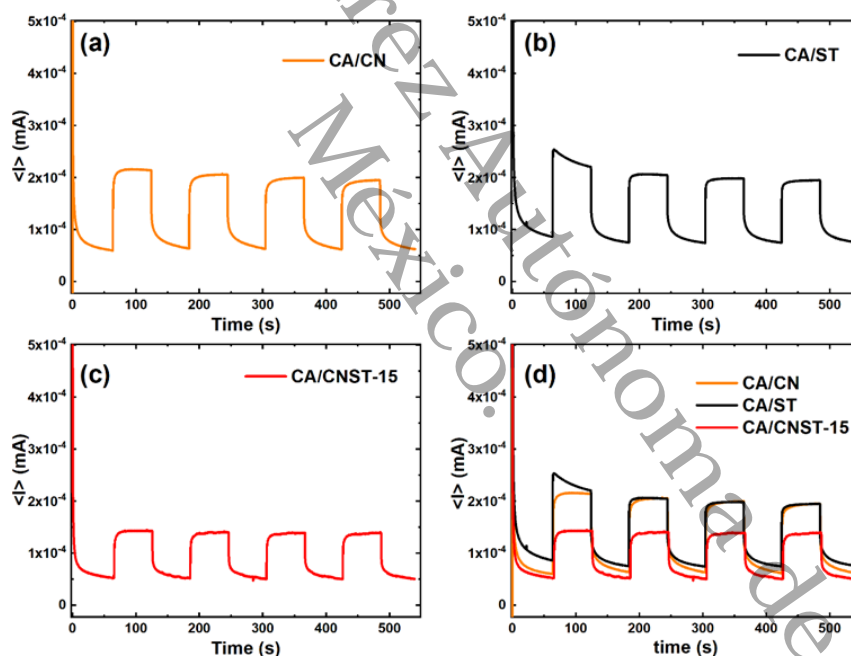 (a)
CA/CN
5x10⁻⁴
4x10⁻⁴
3x10⁻⁴
2x10⁻⁴
1x10⁻⁴
0
<I> (mA)
0 100 200 300 400 500
Time (s)
(b)
CA/ST
5x10⁻⁴
4x10⁻⁴
3x10⁻⁴
2x10⁻⁴
1x10⁻⁴
0
<I> (mA)
0 100 200 300 400 500
Time (s)
(c)
CA/CNST-15
5x10⁻⁴
4x10⁻⁴
3x10⁻⁴
2x10⁻⁴
1x10⁻⁴
0
<I> (mA)
0 100 200 300 400 500
Time (s)
(d)
CA/CN
CA/ST
CA/CNST-15
5x10⁻⁴
4x10⁻⁴
3x10⁻⁴
2x10⁻⁴
1x10⁻⁴
0
<I> (mA)
0 100 200 300 400 500
time (s)
Autónoma de
México.